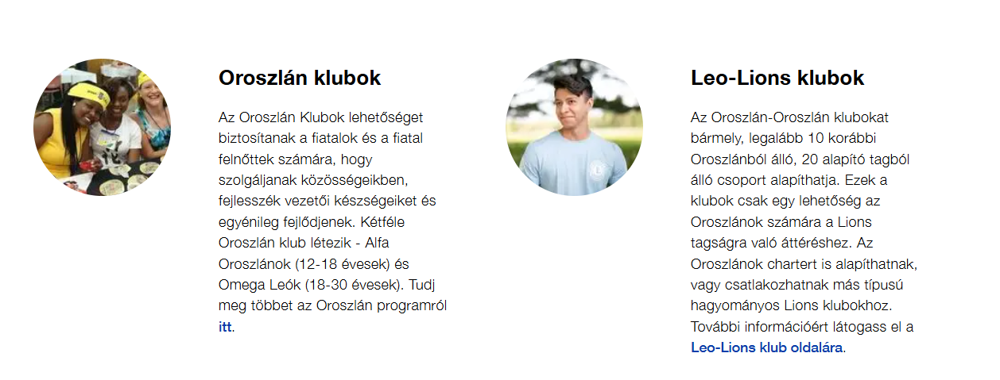 Oroszlán klubok
Az Oroszlán Klubok lehetőséget
biztosítanak a fiatalok és a fiatal
felnőttek számára, hogy
szolgáljanak közösségeikben,
fejlesszék vezetői készségeiket és
egyénileg fejlődjenek. Kétféle
Oroszlán klub létezik - Alfa
Oroszlánok (12-18 évesek) és
Omega Leók (18-30 évesek). Tudj
meg többet az Oroszlán programról
itt.
Leo-Lions klubok
Az Oroszlán-Oroszlán klubokat
bármely, legalább 10 korábbi
Oroszlánból álló, 20 alapító tagból
álló csoport alapíthatja. Ezek a
klubok csak egy lehetőség az
Oroszlánok számára a Lions
tagságra való áttéréshez. Az
Oroszlánok chartert is alapíthatnak,
vagy csatlakozhatnak más típusú
hagyományos Lions klubokhoz.
További információért látogass el a
Leo-Lions klub oldalára.